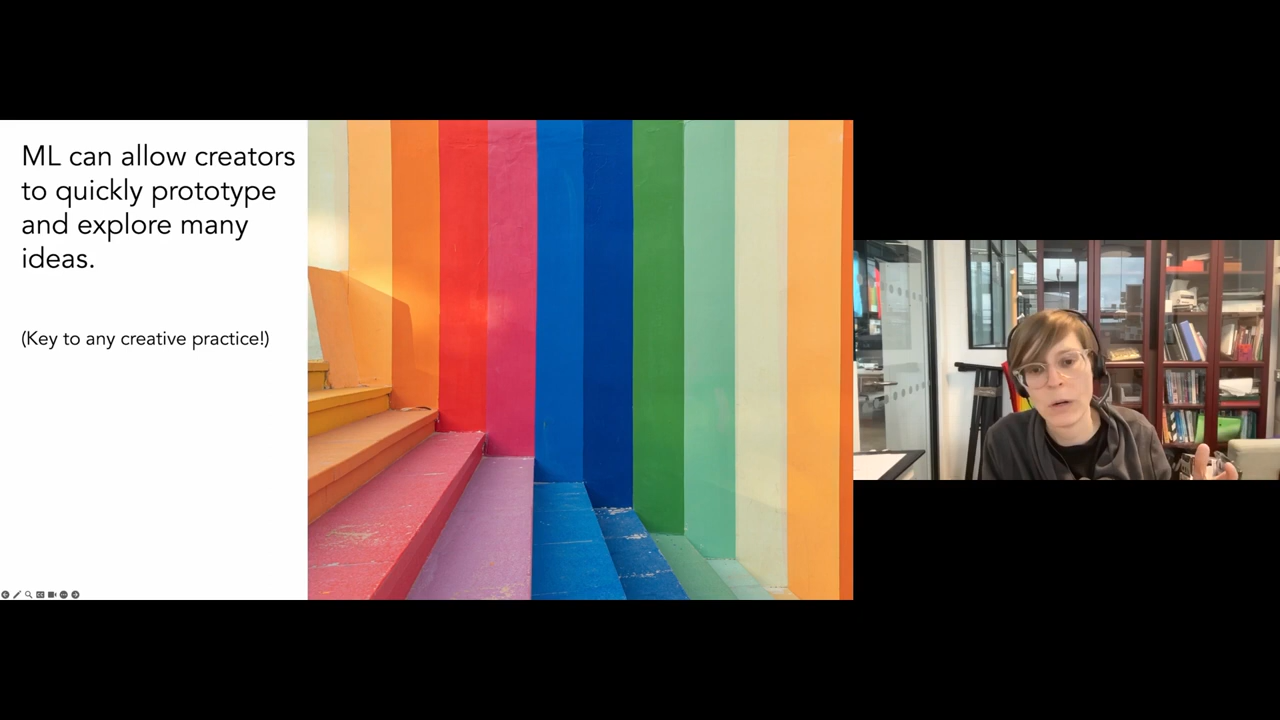 ML can allow creators
to quickly prototype
and explore many
ideas.
(Key to any creative practice!)